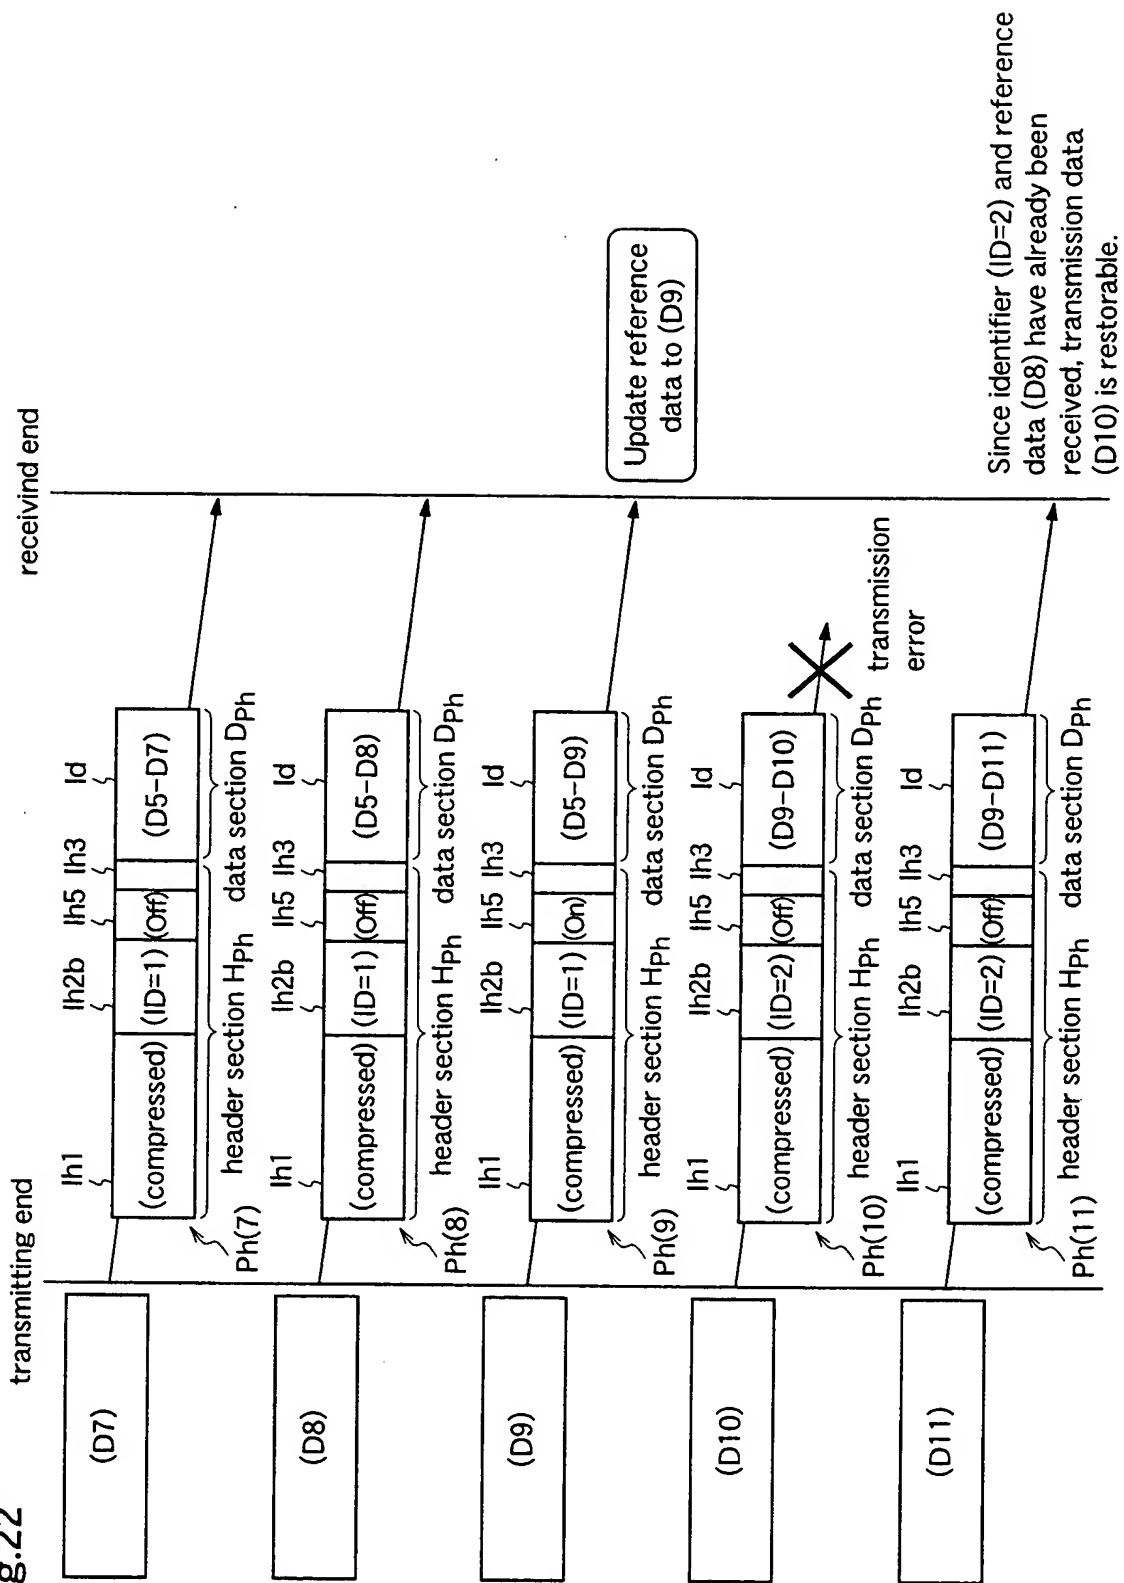 g.22
transmitting end
receivind end
(D7)
Ih1
Ih2b
Ih5
Ih3
Id
(compressed)
(ID=1)
(Off)
(D5-D7)
Ph(7)
header section HPh
data section DPh
(D8)
Ih1
Ih2b
Ih5
Ih3
Id
(compressed)
(ID=1)
(Off)
(D5-D8)
Ph(8)
header section HPh
data section DPh
(D9)
Ih1
Ih2b
Ih5
Ih3
Id
(compressed)
(ID=1)
(On)
(D5-D9)
Ph(9)
header section HPh
data section DPh
Update reference
data to (D9)
(D10)
Ih1
Ih2b
Ih5
Ih3
Id
(compressed)
(ID=2)
(Off)
(D9-D10)
Ph(10)
header section HPh
data section DPh
transmission
error
(D11)
Ih1
Ih2b
Ih5
Ih3
Id
(compressed)
(ID=2)
(Off)
(D9-D11)
Ph(11)
header section HPh
data section DPh
Since identifier (ID=2) and reference
data (D8) have already been
received, transmission data
(D10) is restorable.